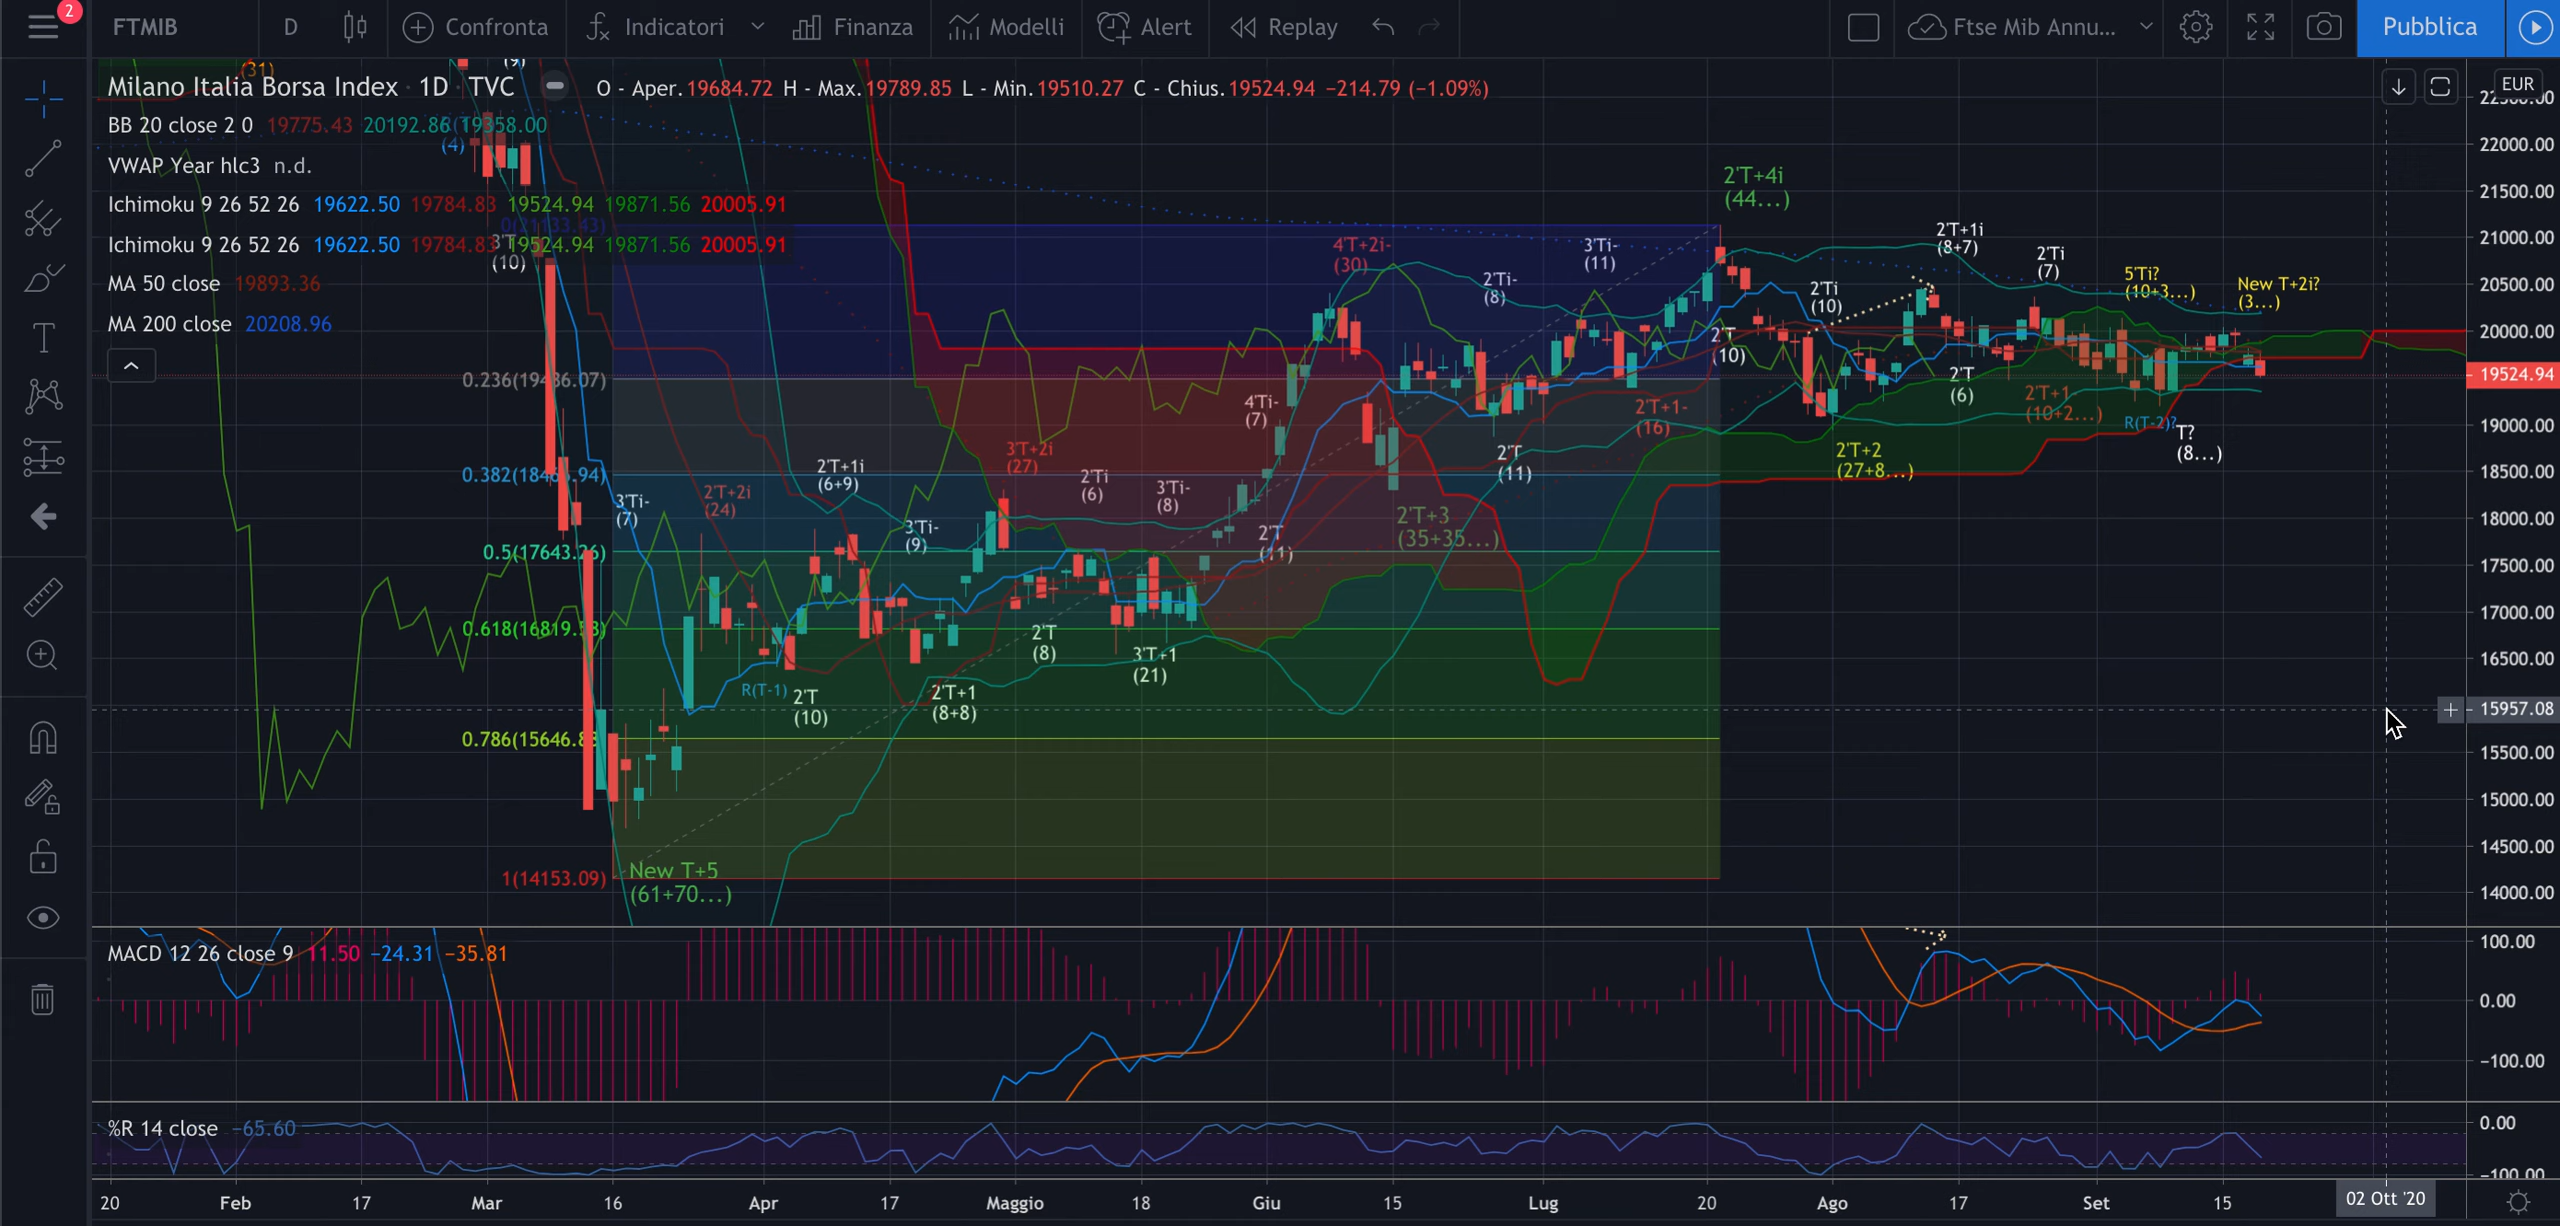 2
FTMIB D Confronta Indicatori Finanza Modelli Alert Replay Ftse Mib Annu... Pubblica
(31)
(9)
Milano Italia Borsa Index · 1D · TVC O - Aper.19684.72 H - Max.19789.85 L - Min.19510.27 C - Chius.19524.94 −214.79 (−1.09%)
EUR
BB 20 close 2 0 19775.43 20192.86 19358.00
(4)
VWAP Year hlc3 n.d.
Ichimoku 9 26 52 26 19622.50 19784.83 19524.94 19871.56 20005.91
0(21133.43)
Ichimoku 9 26 52 26 19622.50 19784.83 19524.94 19871.56 20005.91
(10)
MA 50 close 19893.36
MA 200 close 20208.96
2'T+4i
(44...)
4'T+2i-
(30)
2'Ti-
(8)
3'Ti-
(11)
2'Ti
(10)
2'T+1i
(8+7)
2'Ti
(7)
5'Ti?
(10+3...)
New T+2i?
(3...)
2'T
(10)
2'T
(6)
2'T+1-
(10+2...)
R(T-2)?
T?
(8...)
2'T+2
(27+8...)
0.236(19486.07)
0.382(18466.94)
0.5(17643.26)
0.618(16819.58)
0.786(15646.88)
1(14153.09)
3'Ti-
(7)
2'T+2i
(24)
2'T+1i
(6+9)
3'Ti-
(9)
3'T+2i
(27)
2'Ti
(6)
3'Ti-
(8)
4'Ti-
(7)
2'T
(11)
2'T+3
(35+35...)
2'T
(11)
2'T+1-
(16)
R(T-1)
2'T
(10)
2'T+1
(8+8)
2'T
(8)
3'T+1
(21)
New T+5
(61+70...)
22000.00
21500.00
21000.00
20500.00
20000.00
19524.94
19000.00
18500.00
18000.00
17500.00
17000.00
16500.00
15957.08
15500.00
15000.00
14500.00
14000.00
MACD 12 26 close 9 11.50 −24.31 −35.81
100.00
0.00
−100.00
%R 14 close −65.60
0.00
−100.00
20 Feb 17 Mar 16 Apr 17 Maggio 18 Giu 15 Lug 20 Ago 17 Set 15 02 Ott '20